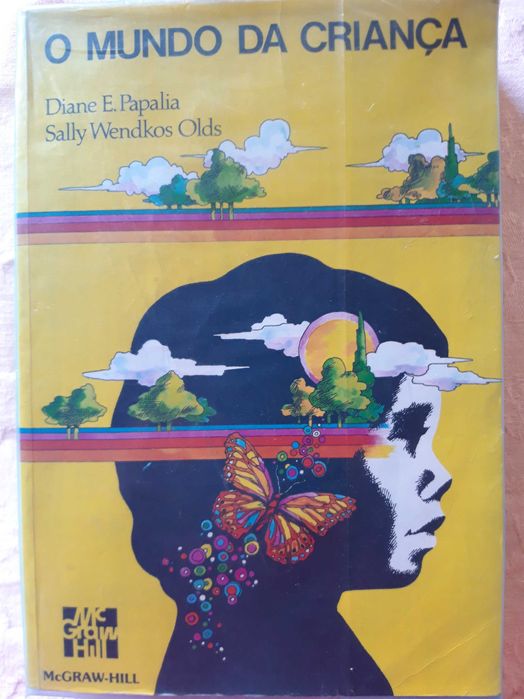 O MUNDO DA CRIANÇA
Diane E. Papalia
Sally Wendkos Olds
Mc
Graw
Hill
McGRAW-HILL